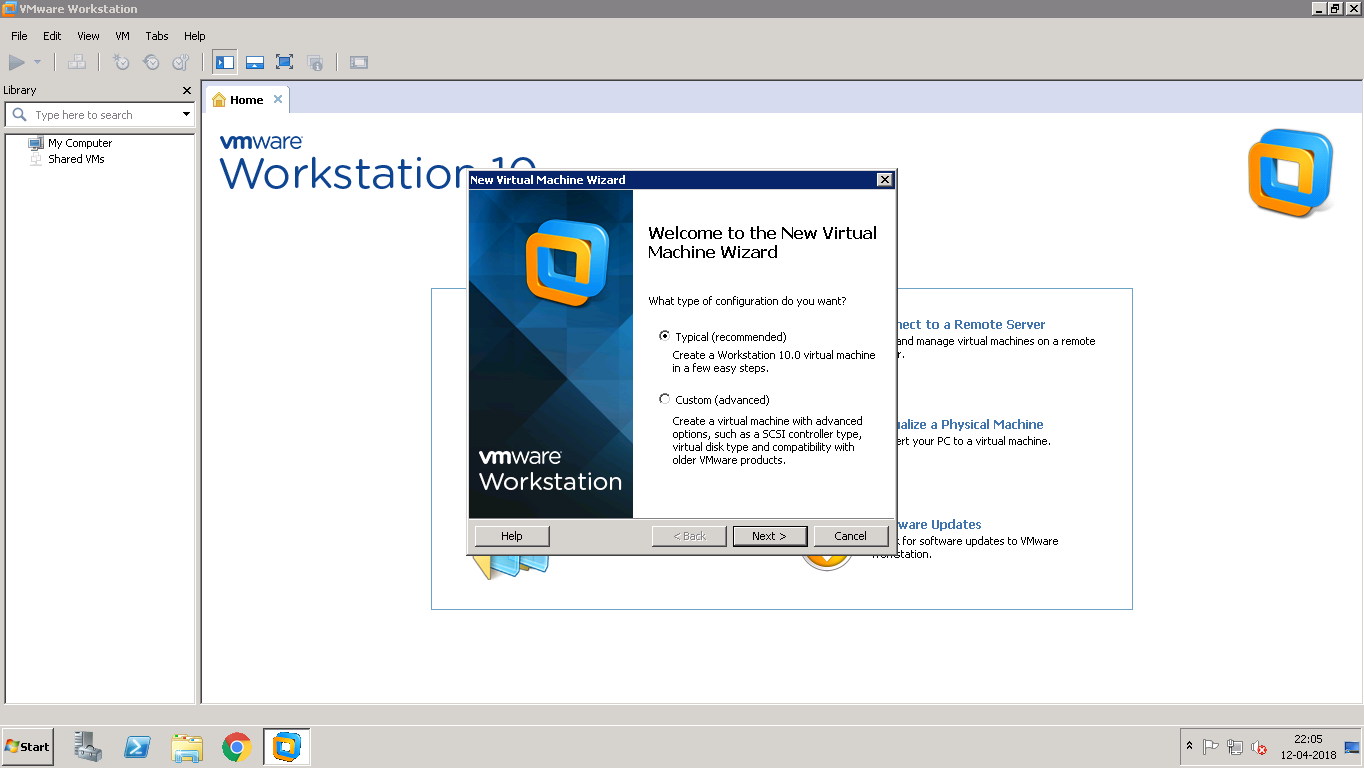 VMware Workstation
File Edit View VM Tabs Help
Library
Type here to search
My Computer
Shared VMs
Home
vmware
Workstation 10
New Virtual Machine Wizard
vmware
Workstation
Welcome to the New Virtual
Machine Wizard
What type of configuration do you want?
Typical (recommended)
Create a Workstation 10.0 virtual machine
in a few easy steps.
Custom (advanced)
Create a virtual machine with advanced
options, such as a SCSI controller type,
virtual disk type and compatibility with
older VMware products.
Help < Back Next > Cancel
to a Remote Server
and manage virtual machines on a remote
a Physical Machine
your PC to a virtual machine.
Updates
for software updates to VMware
Start
22:05
12-04-2018